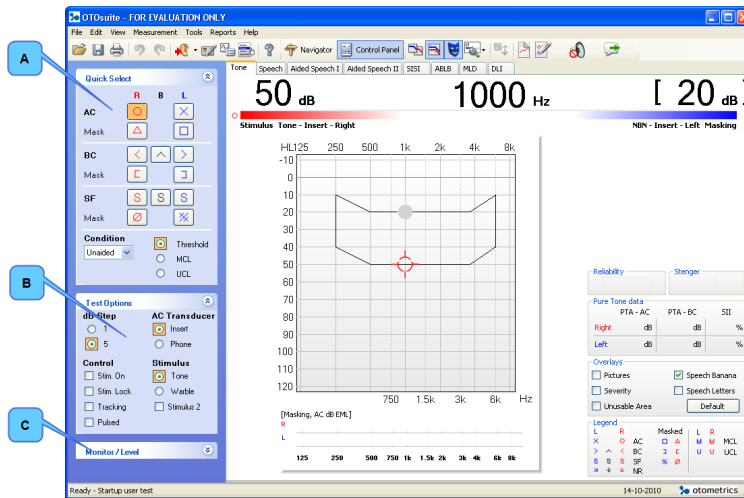 OTOsuite - FOR EVALUATION ONLY
File Edit View Measurement Tools Reports Help
Navigator Control Panel
Tone Speech Aided Speech I Aided Speech II SISI ABLB MLD DLI
50 dB 1000 Hz [ 20 dB ]
Stimulus Tone - Insert - Right NBN - Insert - Left Masking
A
Quick Select
R B L
AC
Mask
BC
Mask
SF S S S
Mask
Condition
Unaided
Threshold
MCL
UCL
B
Test Options
dB Step AC Transducer
1 Insert
5 Phone
Control Stimulus
Stim. On Tone
Stim. Lock Warble
Tracking Stimulus 2
Pulsed
C
Monitor / Level
HL 125 250 500 1k 2k 4k 8k
-10
0
10
20
30
40
50
60
70
80
90
100
110
120
750 1.5k 3k 6k Hz
[Masking, AC dB EML]
R
L
125 250 500 750 1k 1.5k 2k 3k 4k 6k 8k
Reliability Stenger
Pure Tone data
PTA - AC PTA - BC SII
Right dB dB %
Left dB dB %
Overlays
Pictures Speech Banana
Severity Speech Letters
Unusable Area Default
Legend
L R Masked L R
AC M M MCL
BC U U UCL
S S S SF
NR
Ready - Startup user test 14-10-2010 otometrics